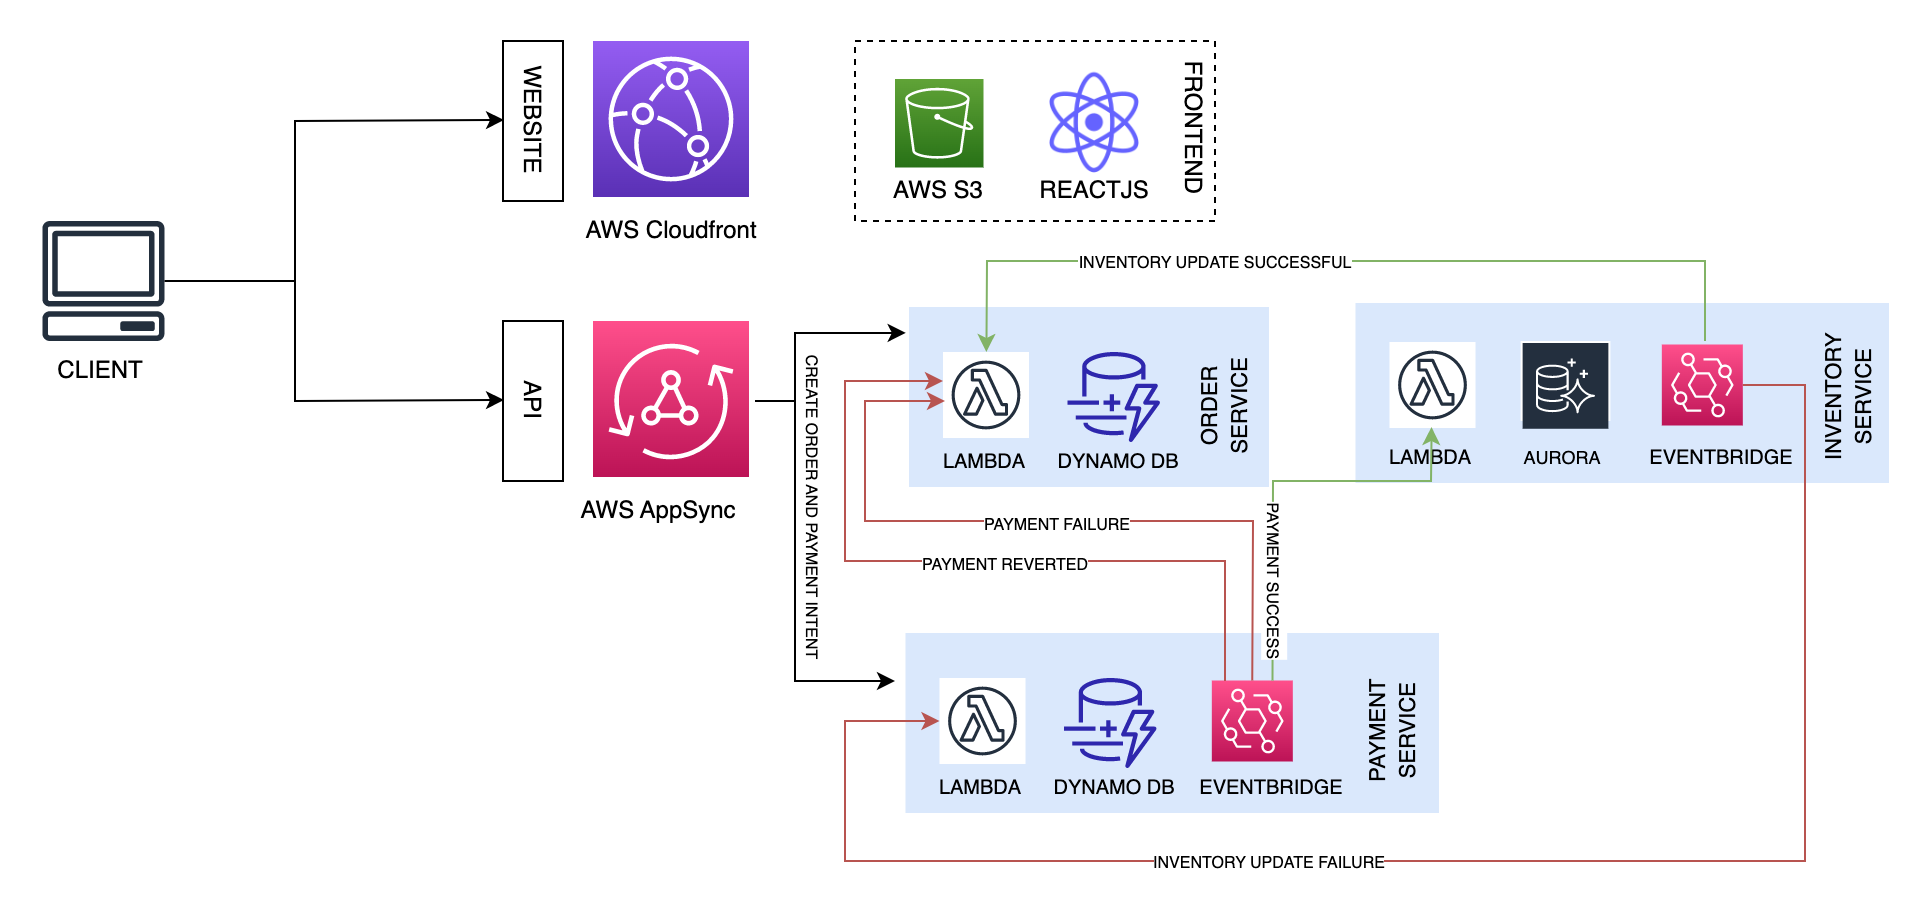 WEBSITE
AWS Cloudfront
AWS S3
REACTJS
FRONTEND
CLIENT
API
AWS AppSync
CREATE ORDER AND PAYMENT INTENT
INVENTORY UPDATE SUCCESSFUL
LAMBDA
DYNAMO DB
ORDER
SERVICE
LAMBDA
AURORA
EVENTBRIDGE
INVENTORY
SERVICE
PAYMENT FAILURE
PAYMENT REVERTED
PAYMENT SUCCESS
LAMBDA
DYNAMO DB
EVENTBRIDGE
PAYMENT
SERVICE
INVENTORY UPDATE FAILURE